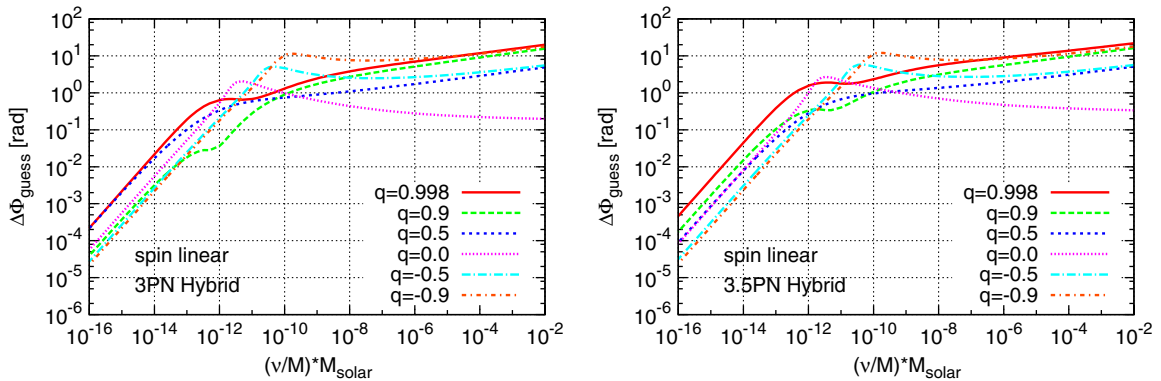 10^2
10^1
10^0
10^-1
10^-2
10^-3
10^-4
10^-5
10^-6
ΔΦ_guess [rad]
q=0.998
q=0.9
q=0.5
q=0.0
q=-0.5
q=-0.9
spin linear
3PN Hybrid
10^-16 10^-14 10^-12 10^-10 10^-8 10^-6 10^-4 10^-2
(ν/M)*M_solar
10^2
10^1
10^0
10^-1
10^-2
10^-3
10^-4
10^-5
10^-6
ΔΦ_guess [rad]
q=0.998
q=0.9
q=0.5
q=0.0
q=-0.5
q=-0.9
spin linear
3.5PN Hybrid
10^-16 10^-14 10^-12 10^-10 10^-8 10^-6 10^-4 10^-2
(ν/M)*M_solar